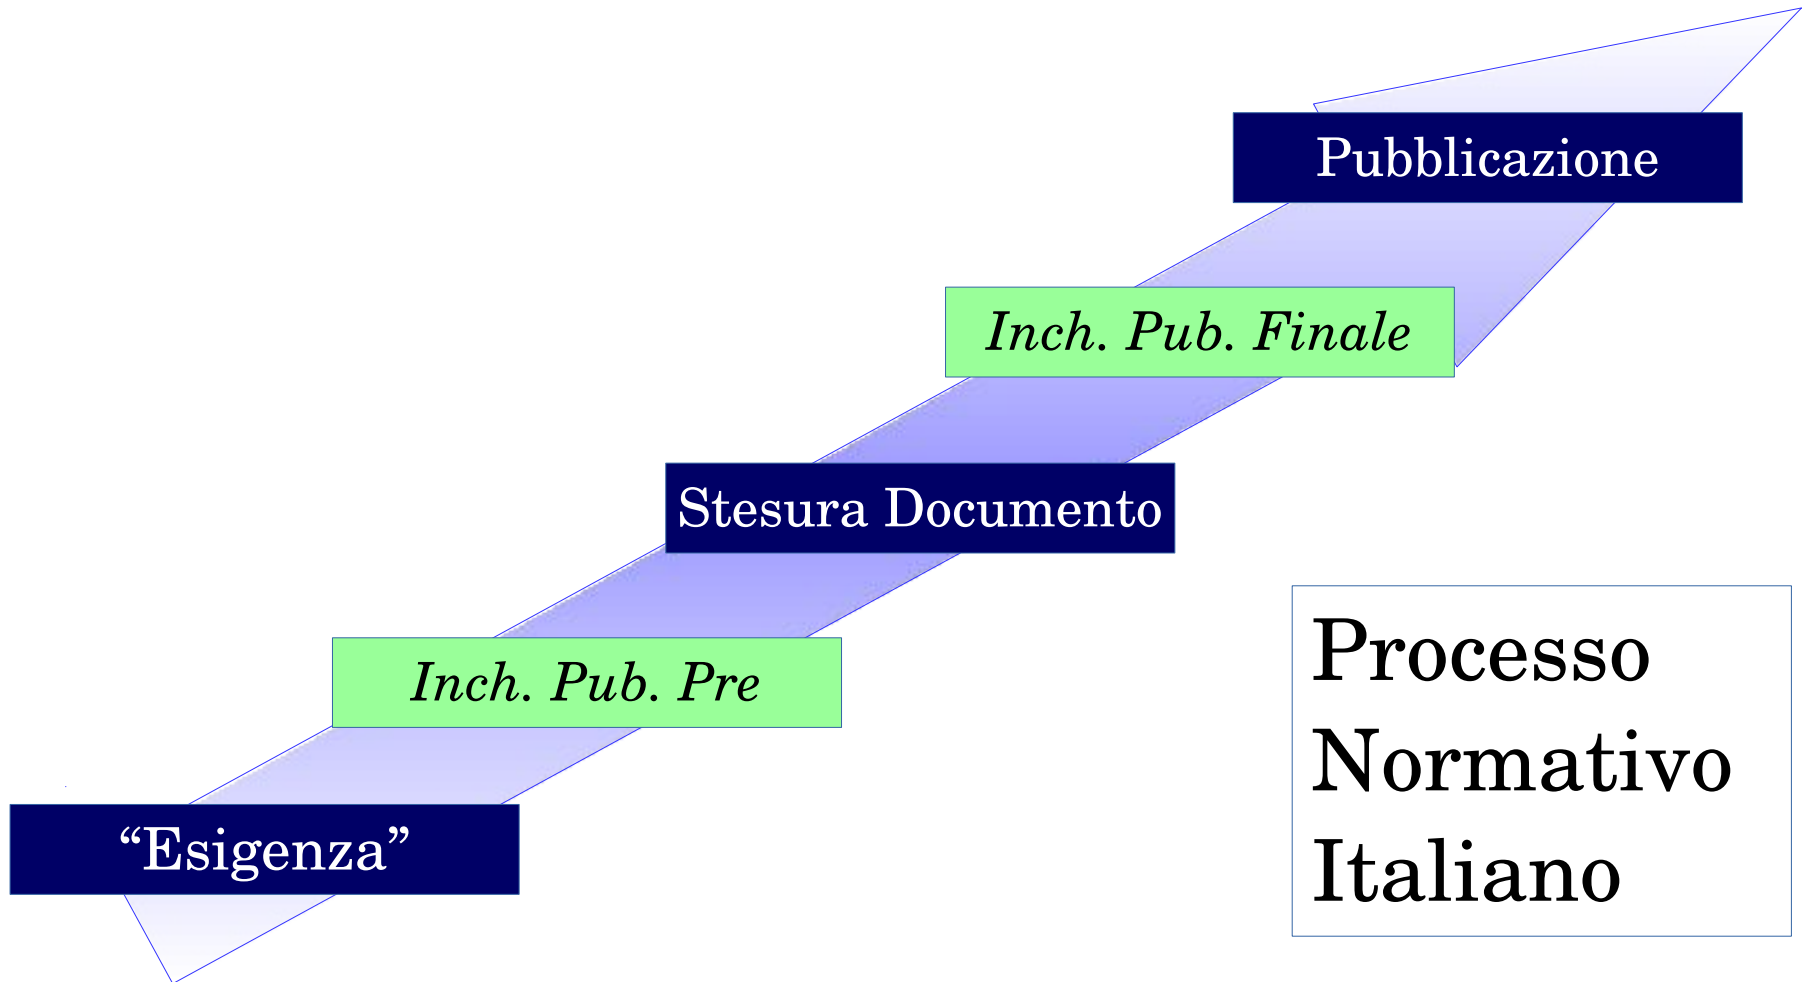 Pubblicazione
Inch. Pub. Finale
Stesura Documento
Inch. Pub. Pre
“Esigenza”
Processo
Normativo
Italiano